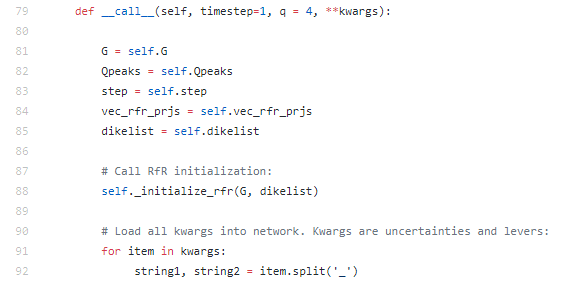 79 def __call__(self, timestep=1, q = 4, **kwargs):
80
81 G = self.G
82 Qpeaks = self.Qpeaks
83 step = self.step
84 vec_rfr_prjs = self.vec_rfr_prjs
85 dikelist = self.dikelist
86
87 # Call RfR initialization:
88 self._initialize_rfr(G, dikelist)
89
90 # Load all kwargs into network. Kwargs are uncertainties and levers:
91 for item in kwargs:
92 string1, string2 = item.split('_')